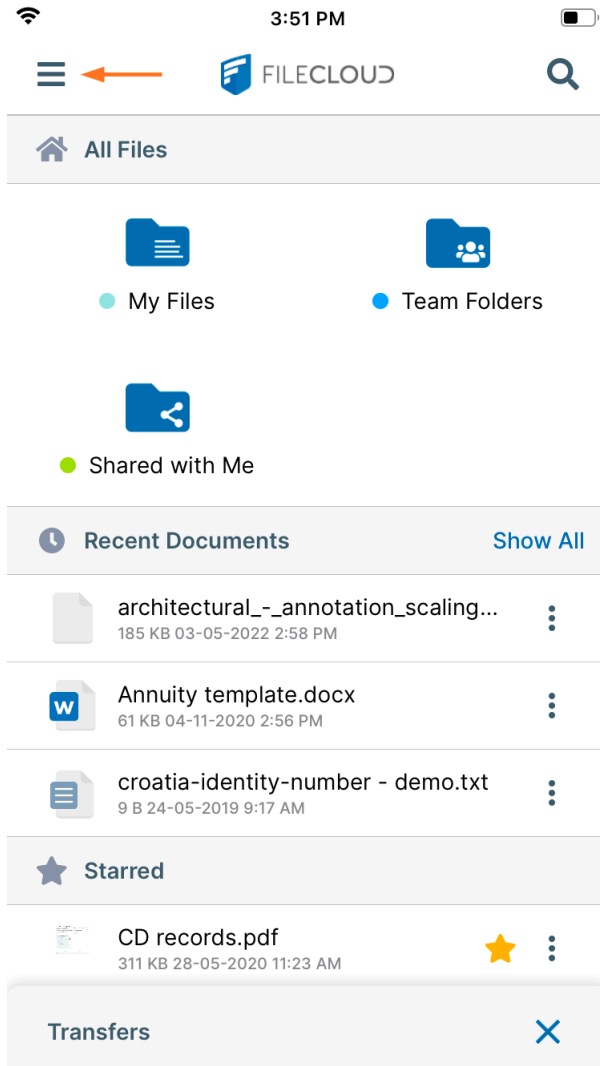 3:51 PM
FILECLOUD
All Files
My Files
Team Folders
Shared with Me
Recent Documents
Show All
architectural_-_annotation_scaling...
185 KB 03-05-2022 2:58 PM
W
Annuity template.docx
61 KB 04-11-2020 2:56 PM
croatia-identity-number - demo.txt
9 B 24-05-2019 9:17 AM
Starred
CD records.pdf
311 KB 28-05-2020 11:23 AM
Transfers